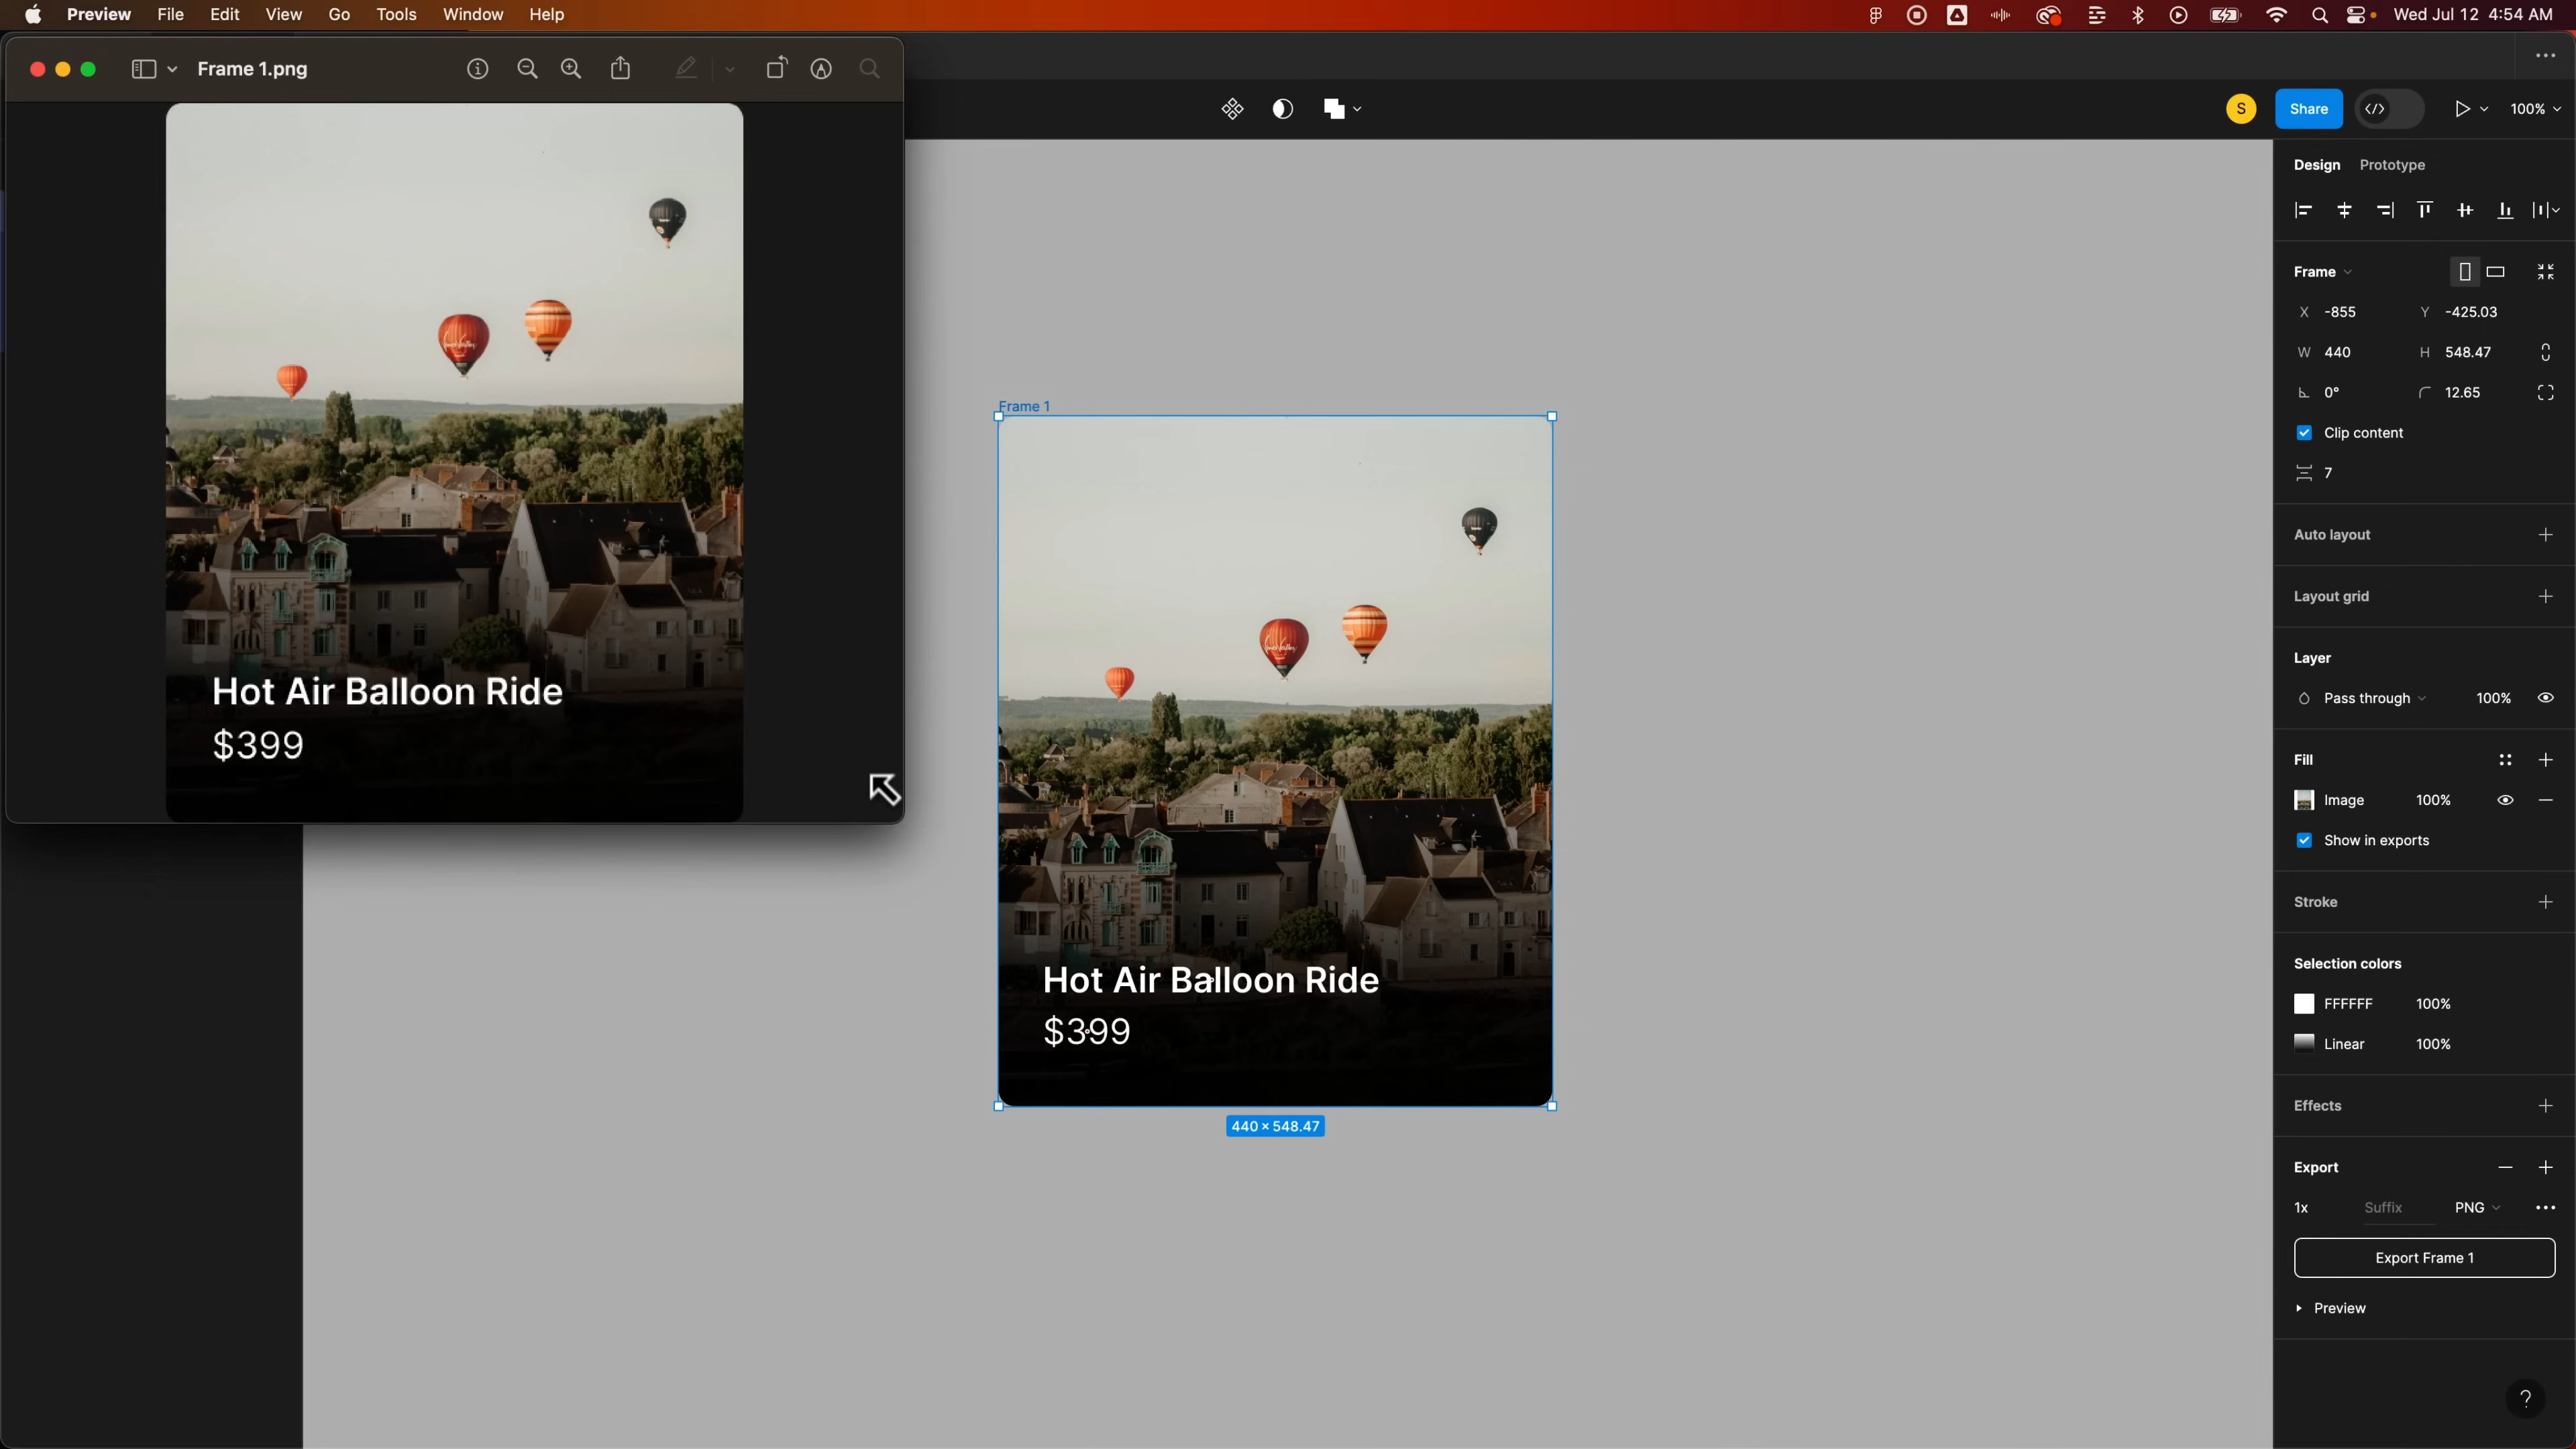 Preview File Edit View Go Tools Window Help
Wed Jul 12 4:54 AM
Frame 1.png
S
Share
100%
Hot Air Balloon Ride
$399
Frame 1
Hot Air Balloon Ride
$399
440 × 548.47
Design Prototype
Frame
X -855 Y -425.03
W 440 H 548.47
0° 12.65
Clip content
7
Auto layout
Layout grid
Layer
Pass through 100%
Fill
Image 100%
Show in exports
Stroke
Selection colors
FFFFFF 100%
Linear 100%
Effects
Export
1x Suffix PNG
Export Frame 1
Preview
?